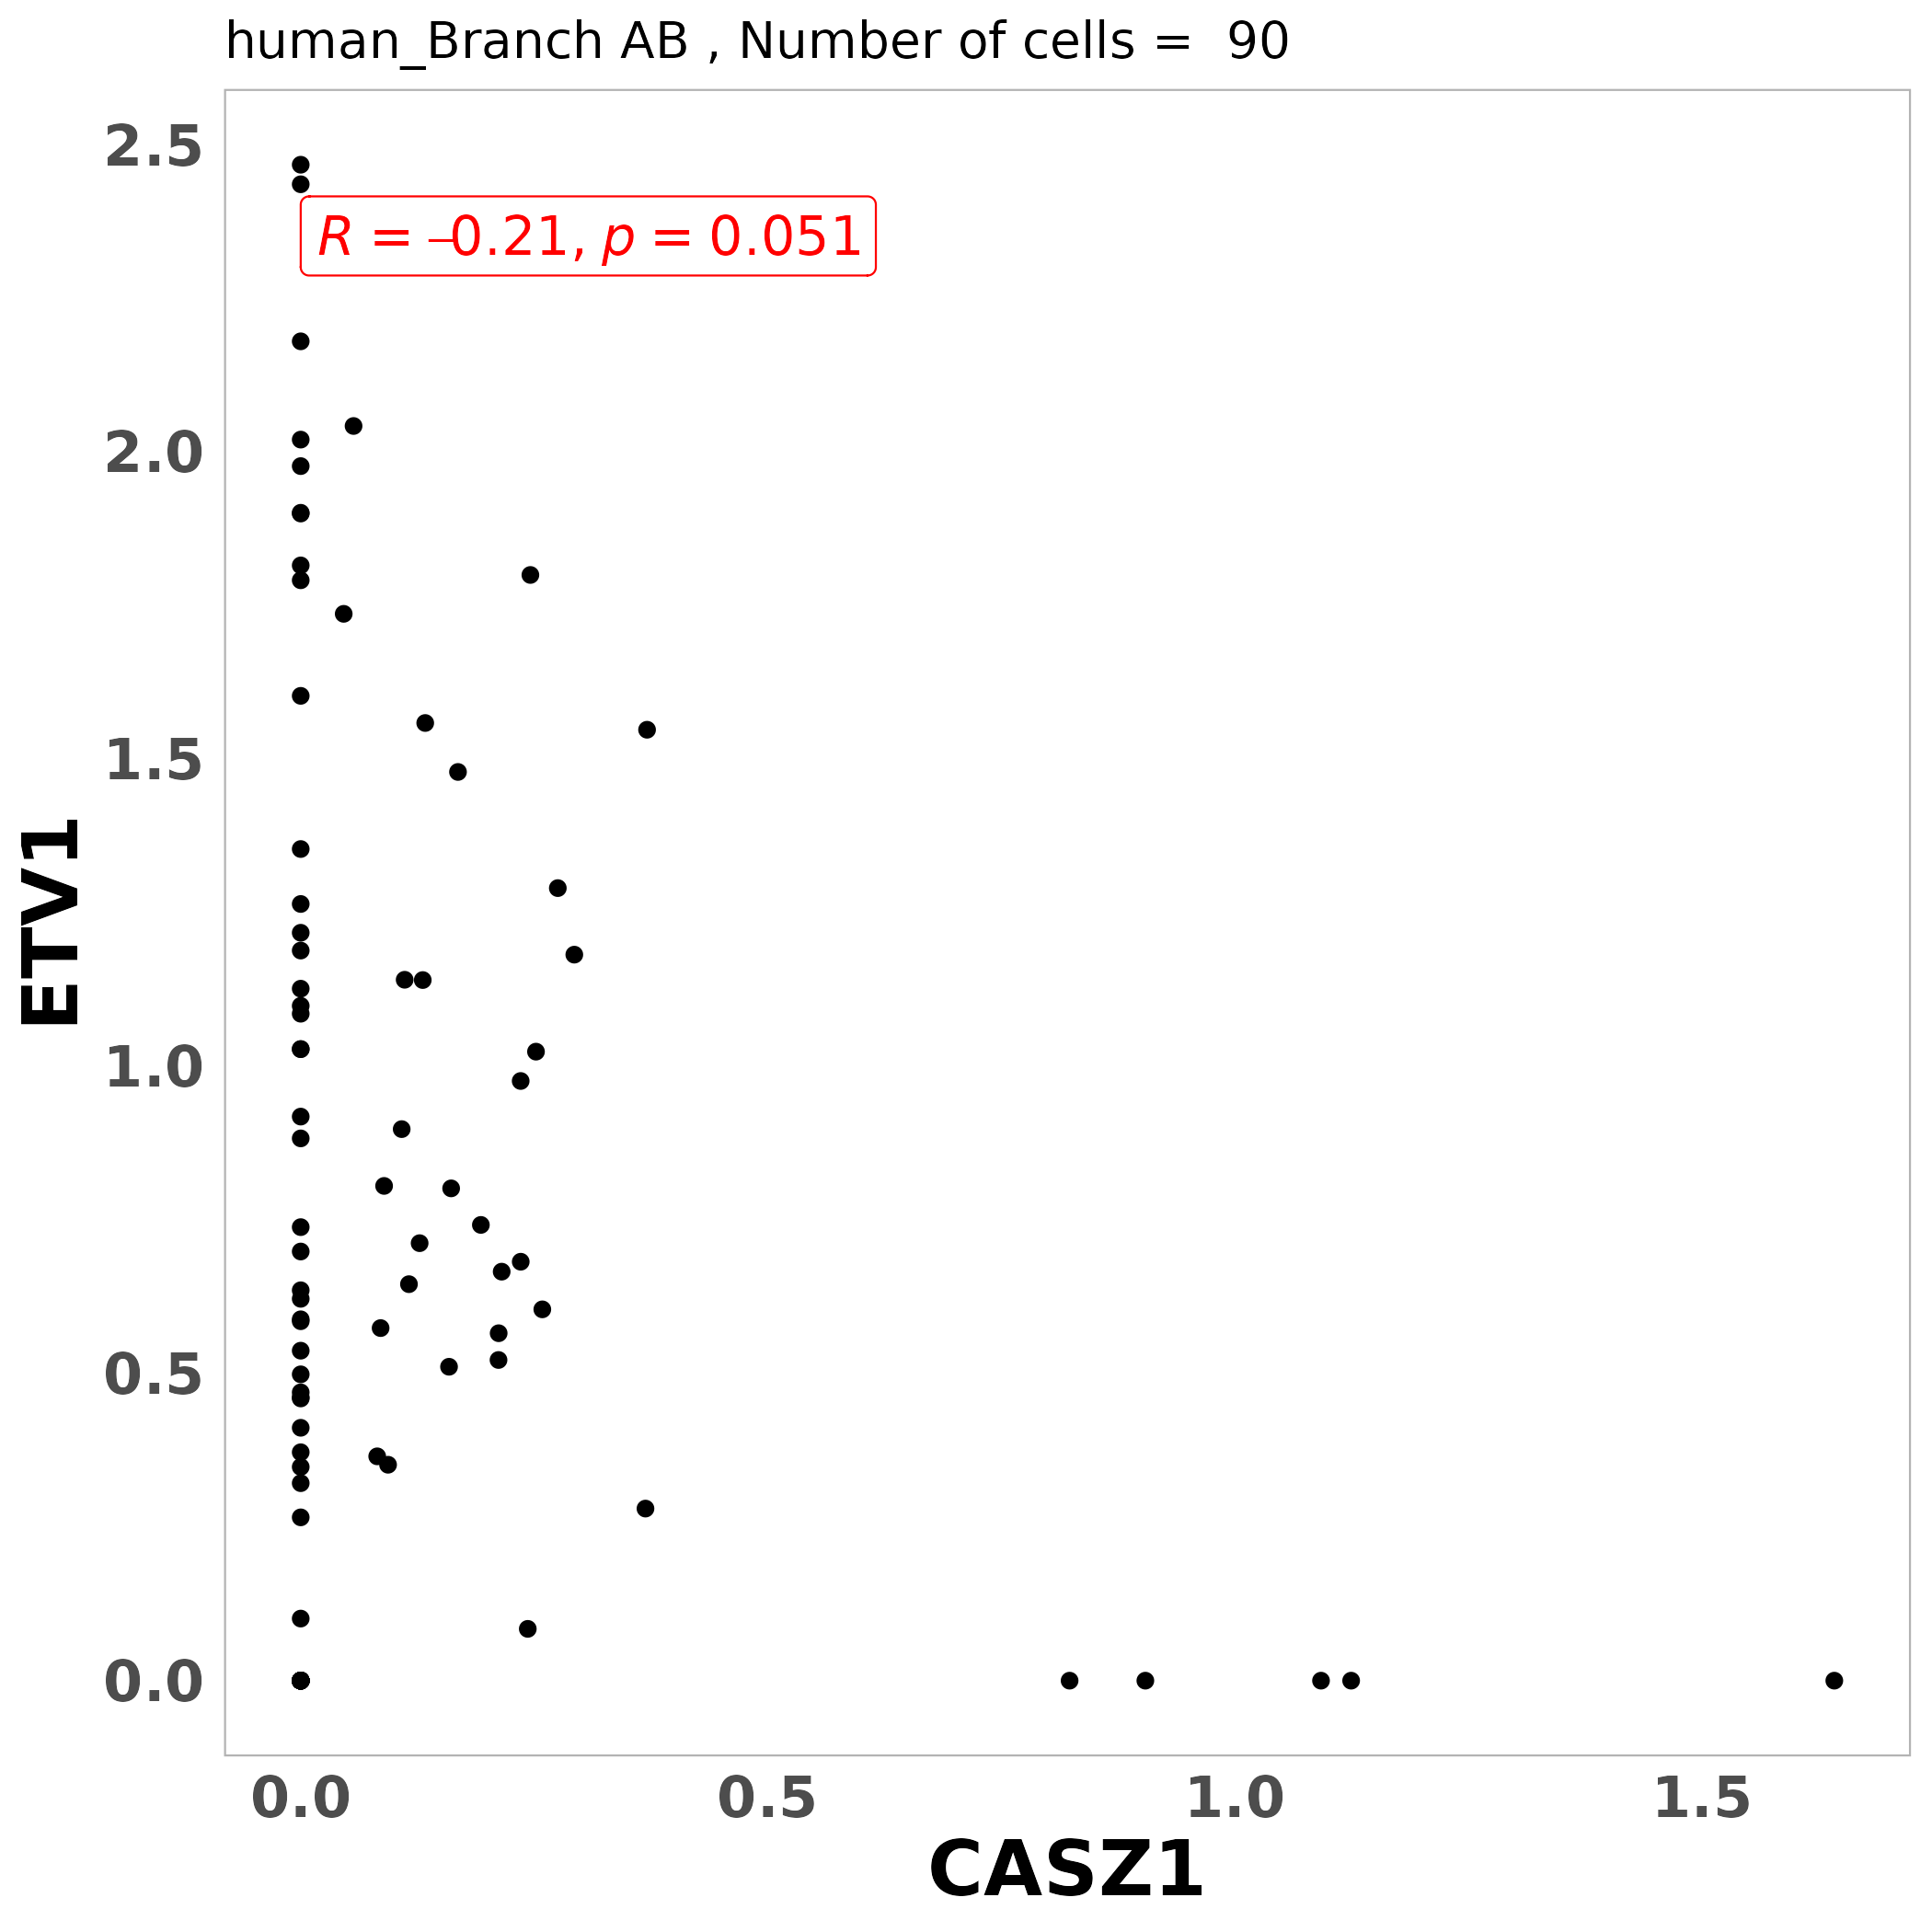 human_Branch AB , Number of cells =  90
2.5
R = –0.21, p = 0.051
2.0
1.5
1.0
0.5
0.0
ETV1
0.0 0.5 1.0 1.5
CASZ1